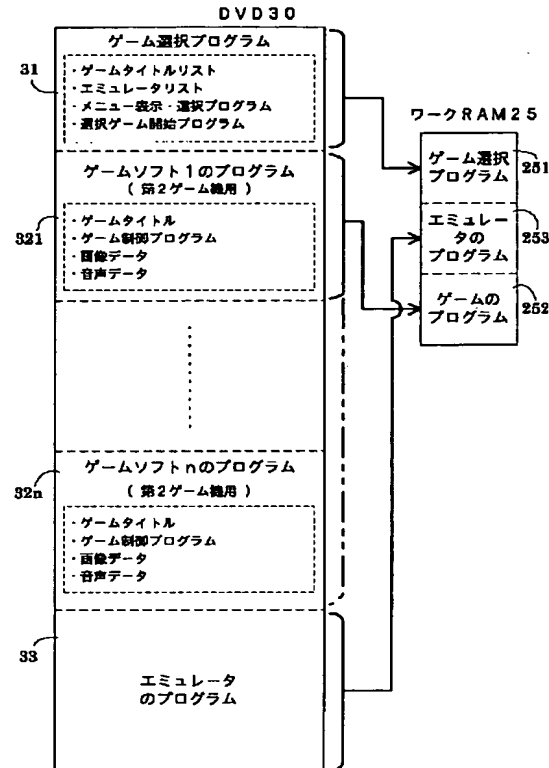 DVD30
ゲーム選択プログラム
31
・ゲームタイトルリスト
・エミュレータリスト
・メニュー表示・選択プログラム
・選択ゲーム開始プログラム
ゲームソフト1のプログラム
(第2ゲーム機用)
321
・ゲームタイトル
・ゲーム制御プログラム
・画像データ
・音声データ
ゲームソフトnのプログラム
32n
(第2ゲーム機用)
・ゲームタイトル
・ゲーム制御プログラム
・画像データ
・音声データ
33
エミュレータ
のプログラム
ワークRAM25
ゲーム選択
プログラム
251
エミュレー
タの
プログラム
253
ゲームの
プログラム
252